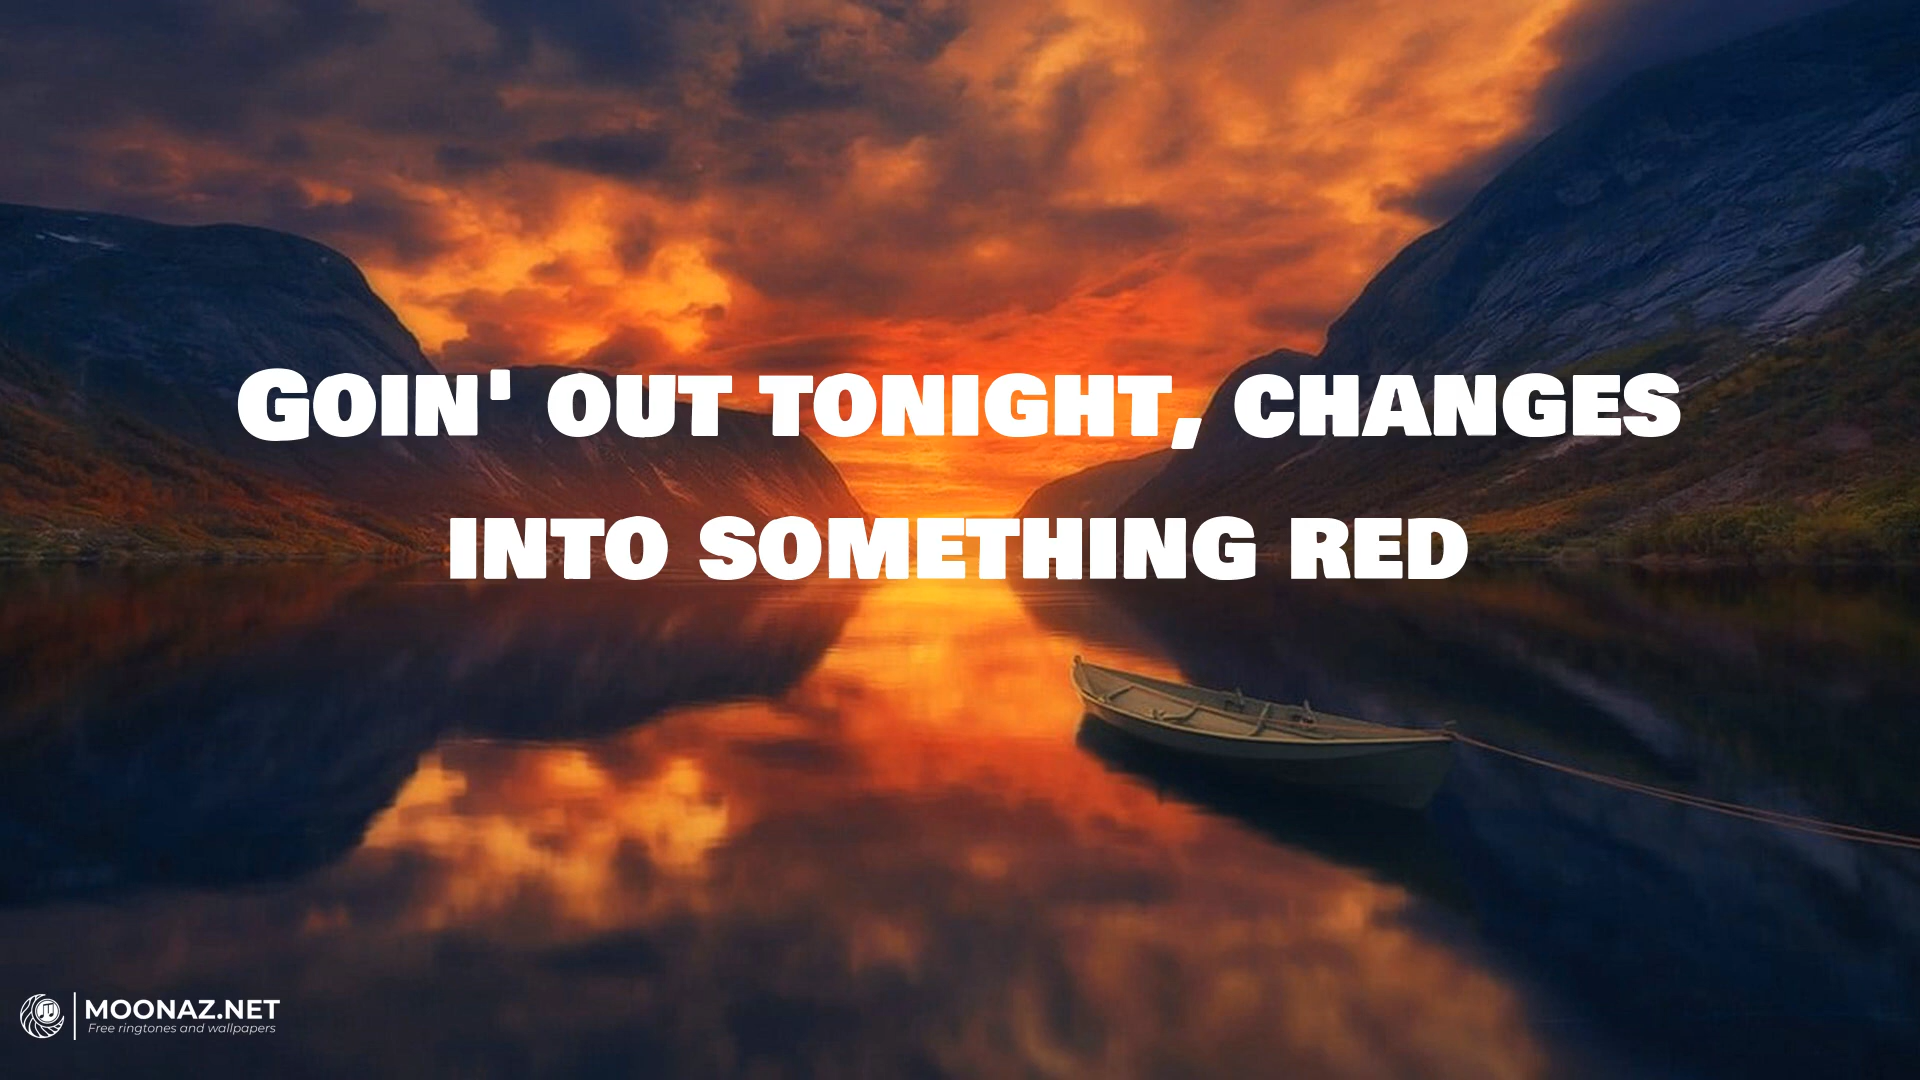 Goin' out tonight, changes
into something red
MOONAZ.NET
Free ringtones and wallpapers